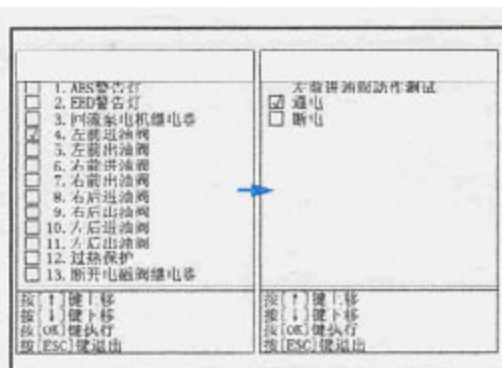 1. ABS警告灯
2. EBD警告灯
3. 回流泵电机继电器
4. 左前进油阀
5. 左前出油阀
6. 右前进油阀
7. 右前出油阀
8. 右后进油阀
9. 右后出油阀
10. 左后进油阀
11. 左后出油阀
12. 过热保护
13. 断开电磁阀继电器
按[↑]键上移
按[↓]键下移
按[OK]键执行
按[ESC]键退出
左前进油阀动作测试
通电
断电
按[↑]键上移
按[↓]键下移
按[OK]键执行
按[ESC]键退出